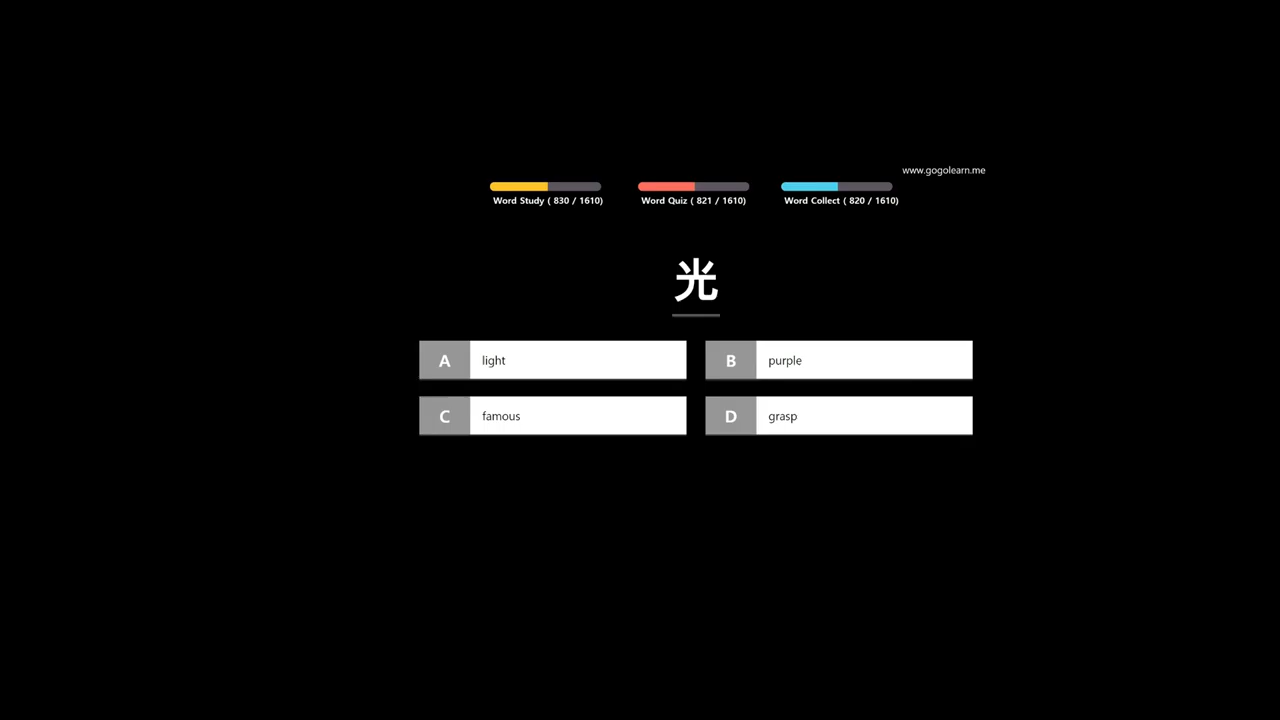 www.gogolearn.me
Word Study ( 830 / 1610)
Word Quiz ( 821 / 1610)
Word Collect ( 820 / 1610)
光
A light
B purple
C famous
D grasp